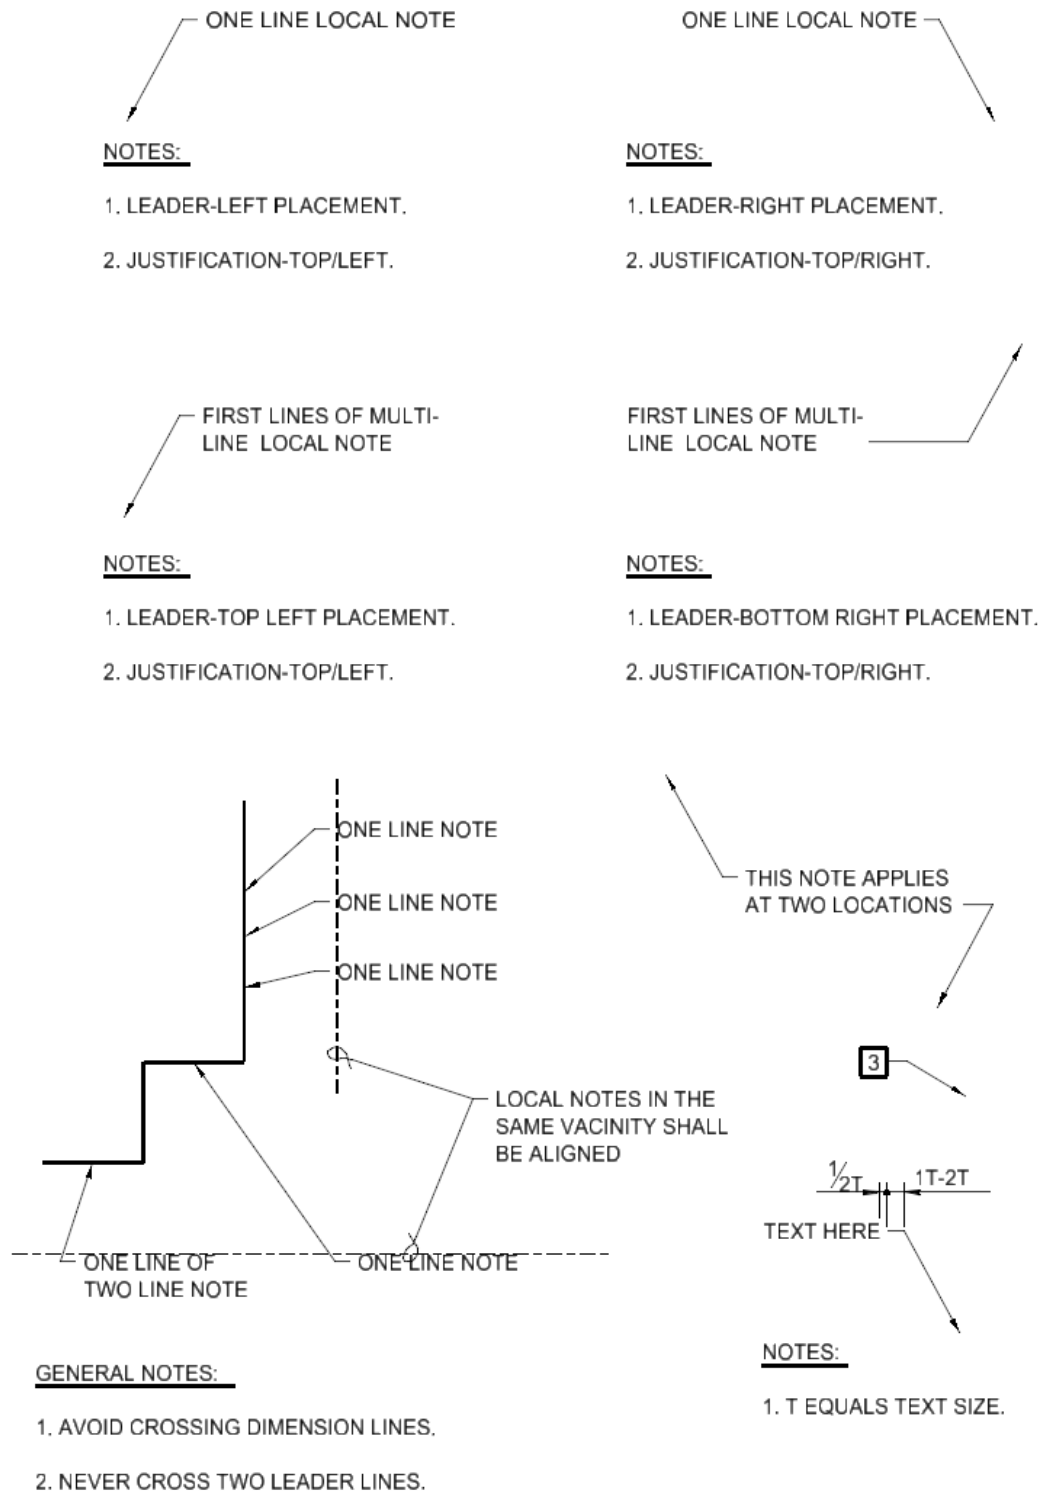 ONE LINE LOCAL NOTE
ONE LINE LOCAL NOTE
NOTES:
1. LEADER-LEFT PLACEMENT.
2. JUSTIFICATION-TOP/LEFT.
NOTES:
1. LEADER-RIGHT PLACEMENT.
2. JUSTIFICATION-TOP/RIGHT.
FIRST LINES OF MULTI-
LINE LOCAL NOTE
FIRST LINES OF MULTI-
LINE LOCAL NOTE
NOTES:
1. LEADER-TOP LEFT PLACEMENT.
2. JUSTIFICATION-TOP/LEFT.
NOTES:
1. LEADER-BOTTOM RIGHT PLACEMENT.
2. JUSTIFICATION-TOP/RIGHT.
ONE LINE NOTE
ONE LINE NOTE
ONE LINE NOTE
THIS NOTE APPLIES
AT TWO LOCATIONS
3
LOCAL NOTES IN THE
SAME VACINITY SHALL
BE ALIGNED
1/2T
1T-2T
TEXT HERE
ONE LINE OF
TWO LINE NOTE
ONE LINE NOTE
NOTES:
1. T EQUALS TEXT SIZE.
GENERAL NOTES:
1. AVOID CROSSING DIMENSION LINES.
2. NEVER CROSS TWO LEADER LINES.